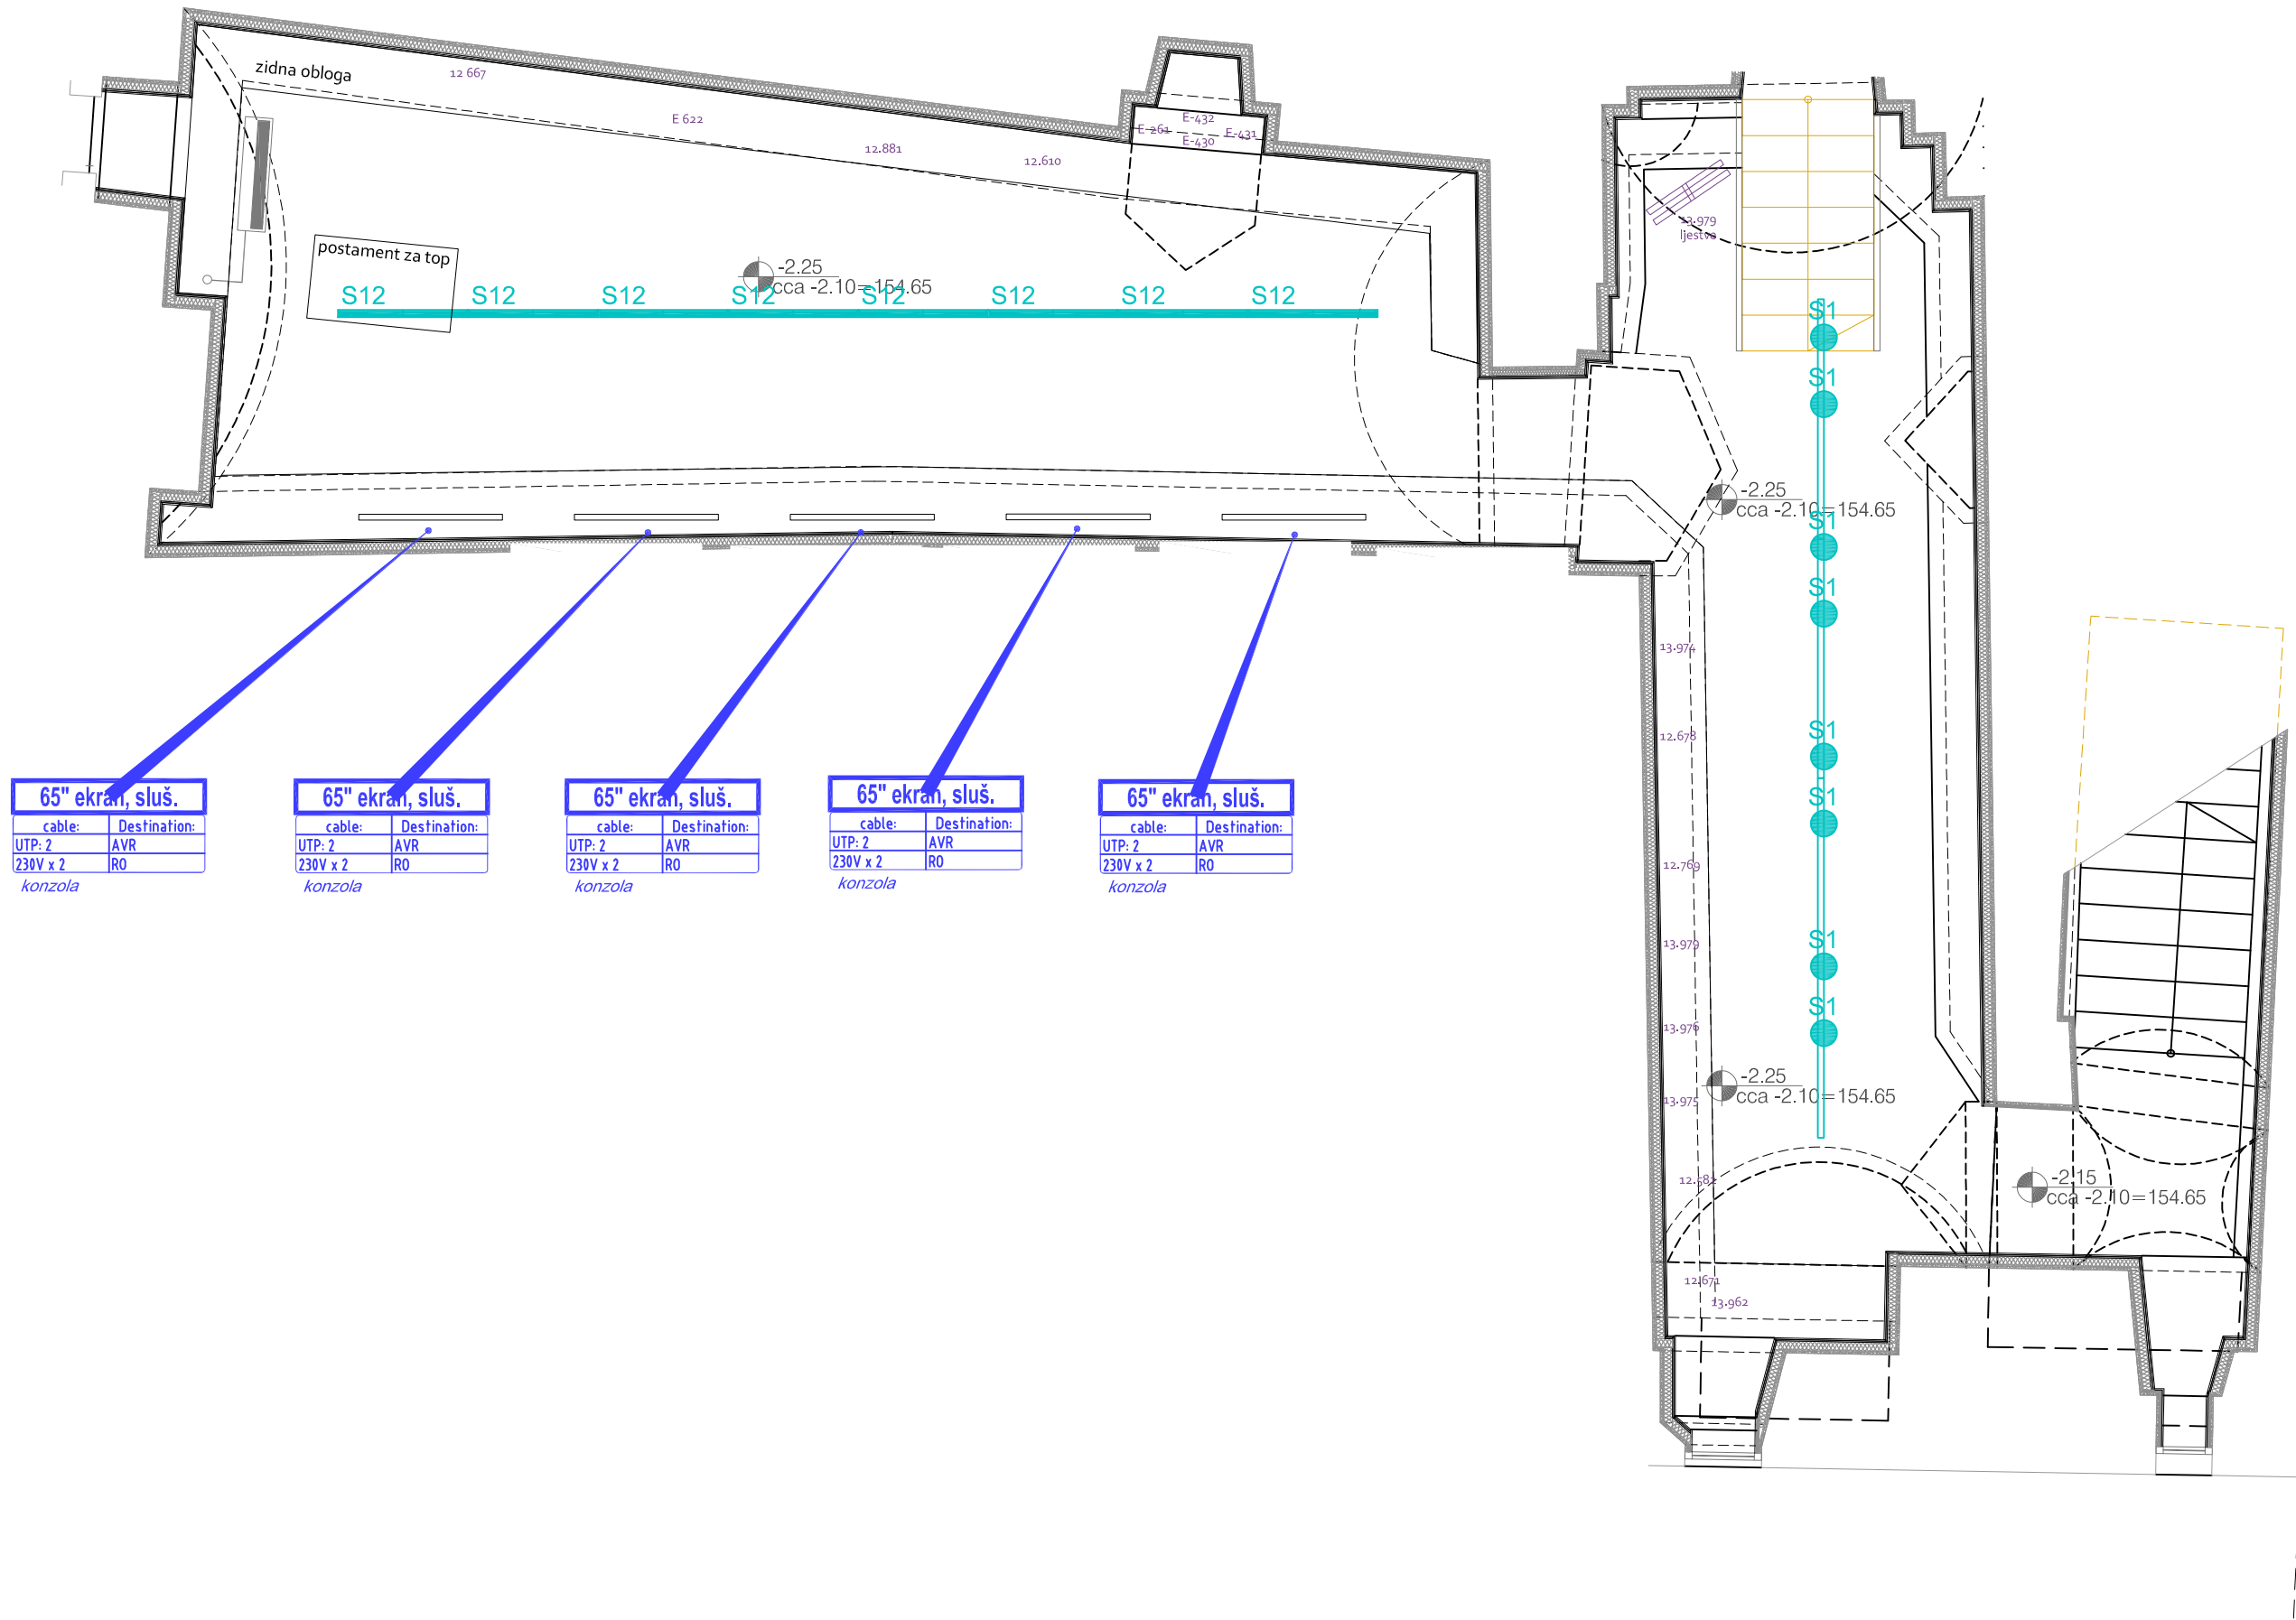 zidna obloga
12 667
E 622
12.881
12.610
E-432
E-261
E-431
E-430
13.979
ljestve
postament za top
-2.25
cca -2.10=154.65
S12
S12
S12
S12
S12
S12
S12
S12
S1
S1
-2.25
cca -2.10=154.65
S1
S1
13.974
12.678
S1
S1
12.769
13.979
S1
S1
13.976
-2.25
cca -2.10=154.65
13.975
12.582
-2.15
cca -2.10=154.65
12.671
13.962
65" ekran, sluš.
cable: Destination:
UTP: 2 AVR
230V x 2 RO
konzola
65" ekran, sluš.
cable: Destination:
UTP: 2 AVR
230V x 2 RO
konzola
65" ekran, sluš.
cable: Destination:
UTP: 2 AVR
230V x 2 RO
konzola
65" ekran, sluš.
cable: Destination:
UTP: 2 AVR
230V x 2 RO
konzola
65" ekran, sluš.
cable: Destination:
UTP: 2 AVR
230V x 2 RO
konzola